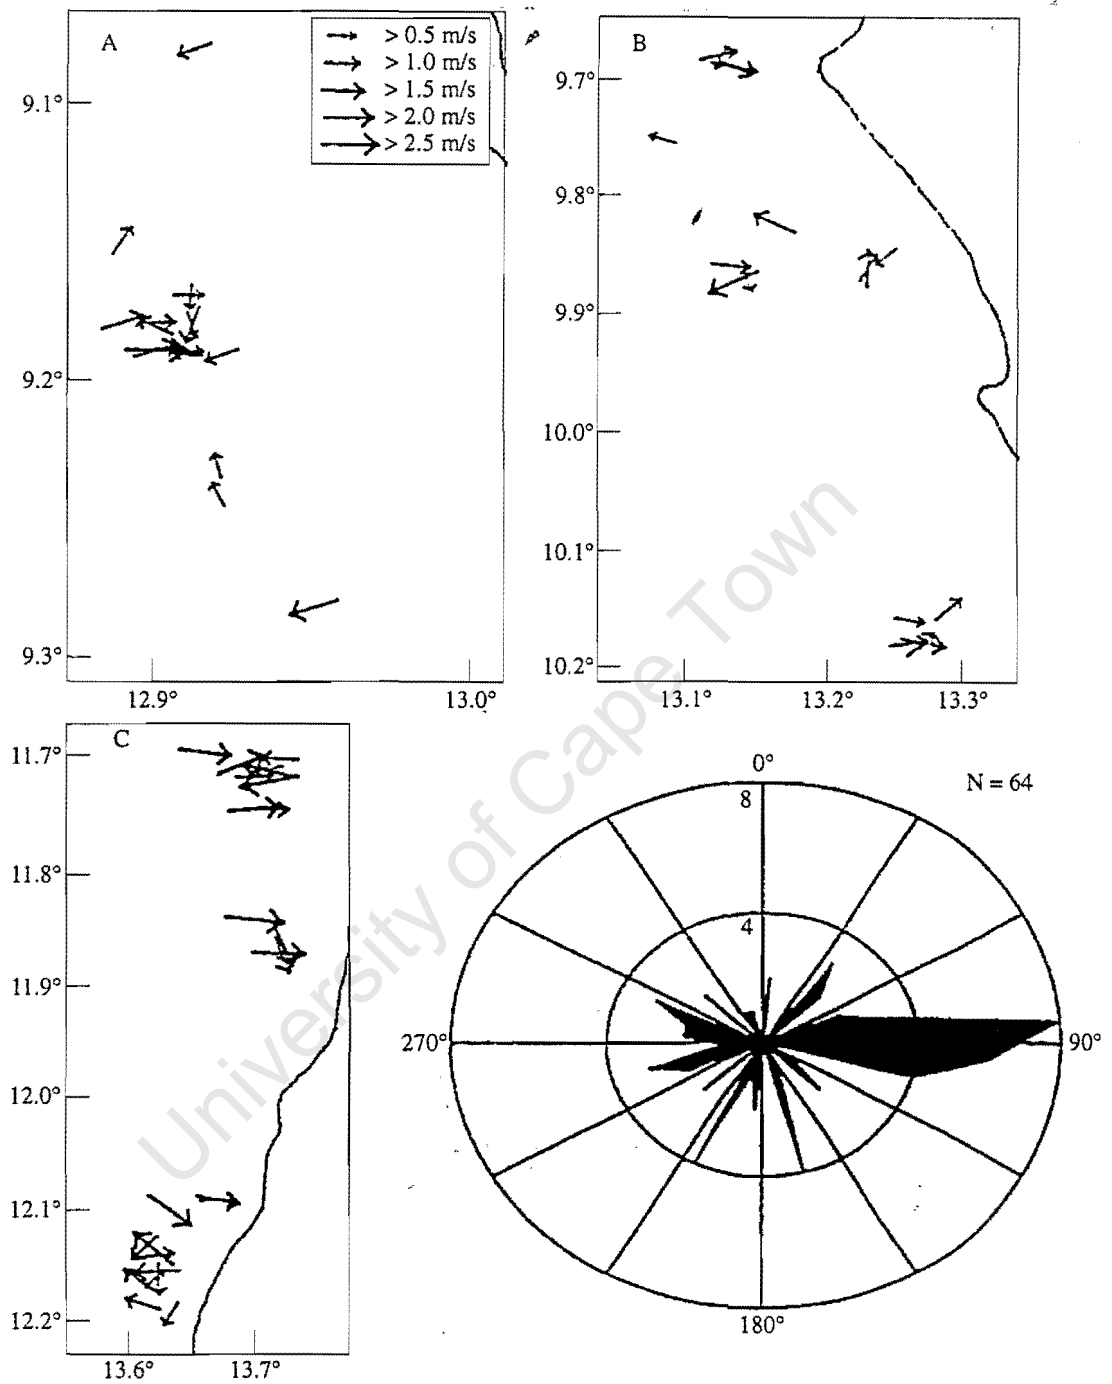 A
> 0.5 m/s
> 1.0 m/s
> 1.5 m/s
> 2.0 m/s
> 2.5 m/s
9.1°
9.2°
9.3°
12.9°
13.0°
B
9.7°
9.8°
9.9°
10.0°
10.1°
10.2°
13.1°
13.2°
13.3°
C
11.7°
11.8°
11.9°
12.0°
12.1°
12.2°
13.6°
13.7°
0°
N = 64
8
4
270°
90°
180°
University of Cape Town